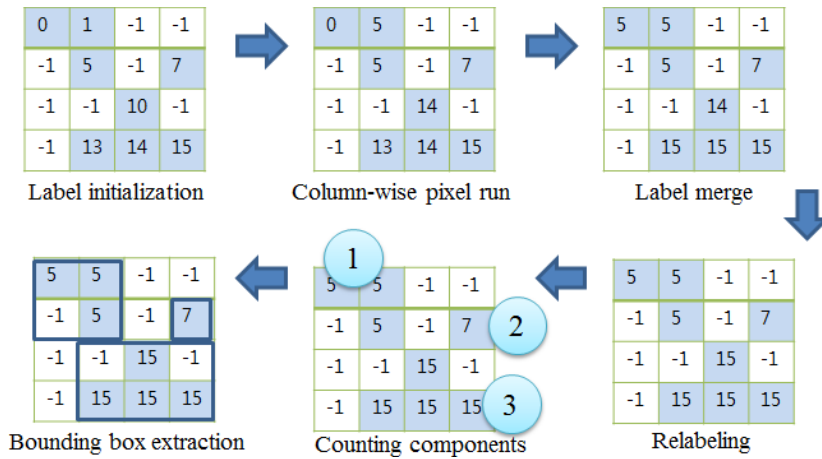 0 1 -1 -1
-1 5 -1 7
-1 -1 10 -1
-1 13 14 15
Label initialization
0 5 -1 -1
-1 5 -1 7
-1 -1 14 -1
-1 13 14 15
Column-wise pixel run
5 5 -1 -1
-1 5 -1 7
-1 -1 14 -1
-1 15 15 15
Label merge
5 5 -1 -1
-1 5 -1 7
-1 -1 15 -1
-1 15 15 15
Relabeling
1
5 5 -1 -1
-1 5 -1 7 2
-1 -1 15 -1
-1 15 15 15 3
Counting components
5 5 -1 -1
-1 5 -1 7
-1 -1 15 -1
-1 15 15 15
Bounding box extraction